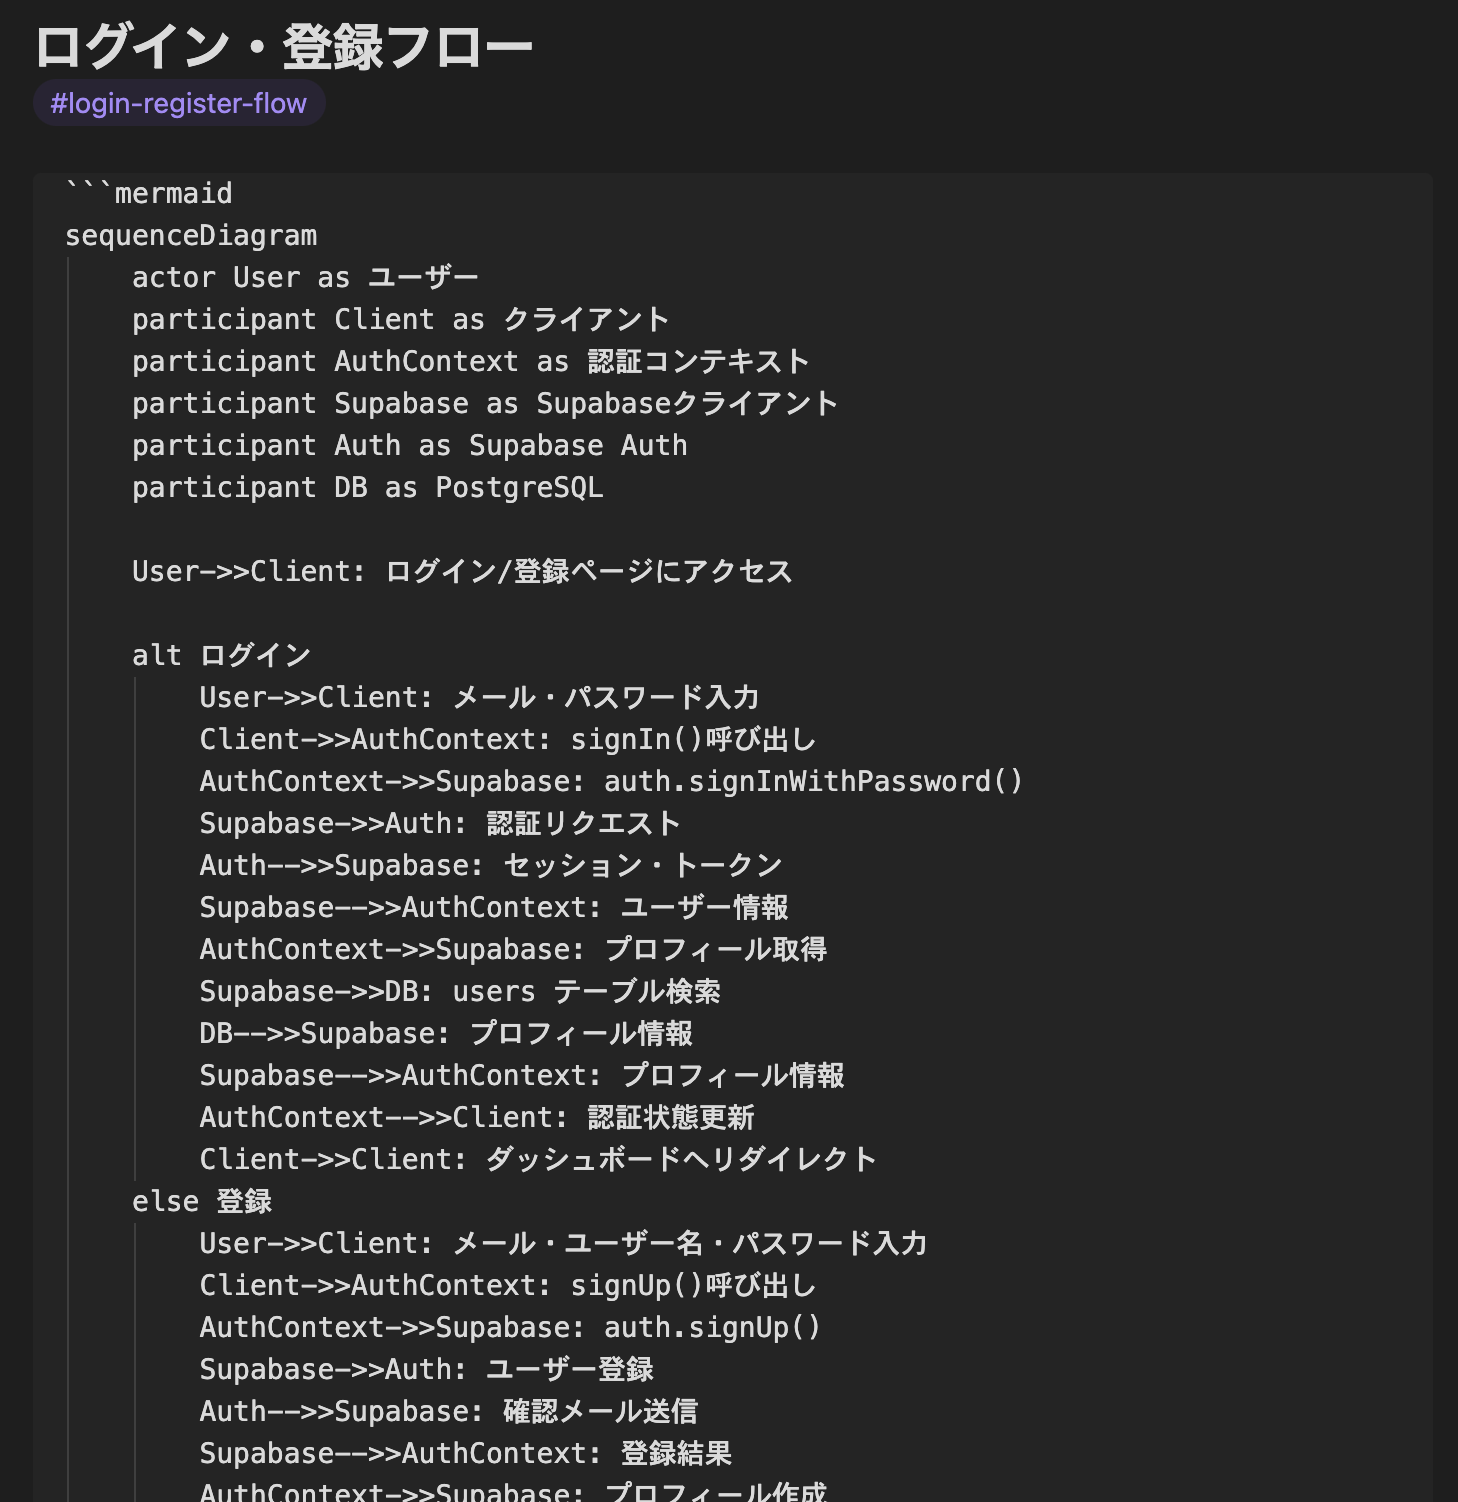 ログイン・登録フロー
#login-register-flow
```mermaid
sequenceDiagram
    actor User as ユーザー
    participant Client as クライアント
    participant AuthContext as 認証コンテキスト
    participant Supabase as Supabaseクライアント
    participant Auth as Supabase Auth
    participant DB as PostgreSQL

    User->>Client: ログイン/登録ページにアクセス

    alt ログイン
        User->>Client: メール・パスワード入力
        Client->>AuthContext: signIn()呼び出し
        AuthContext->>Supabase: auth.signInWithPassword()
        Supabase->>Auth: 認証リクエスト
        Auth-->>Supabase: セッション・トークン
        Supabase-->>AuthContext: ユーザー情報
        AuthContext->>Supabase: プロフィール取得
        Supabase->>DB: users テーブル検索
        DB-->>Supabase: プロフィール情報
        Supabase-->>AuthContext: プロフィール情報
        AuthContext-->>Client: 認証状態更新
        Client->>Client: ダッシュボードへリダイレクト
    else 登録
        User->>Client: メール・ユーザー名・パスワード入力
        Client->>AuthContext: signUp()呼び出し
        AuthContext->>Supabase: auth.signUp()
        Supabase->>Auth: ユーザー登録
        Auth-->>Supabase: 確認メール送信
        Supabase-->>AuthContext: 登録結果
        AuthContext->>Supabase: プロフィール作成